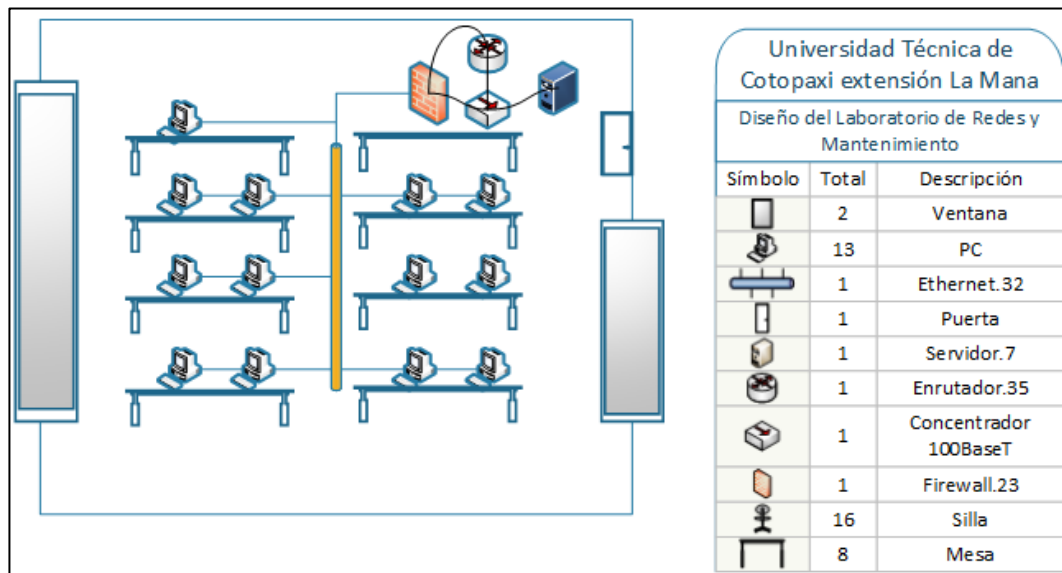 Universidad Técnica de
Cotopaxi extensión La Mana
Diseño del Laboratorio de Redes y
Mantenimiento
Símbolo Total Descripción
2 Ventana
13 PC
1 Ethernet.32
1 Puerta
1 Servidor.7
1 Enrutador.35
1 Concentrador
100BaseT
1 Firewall.23
16 Silla
8 Mesa